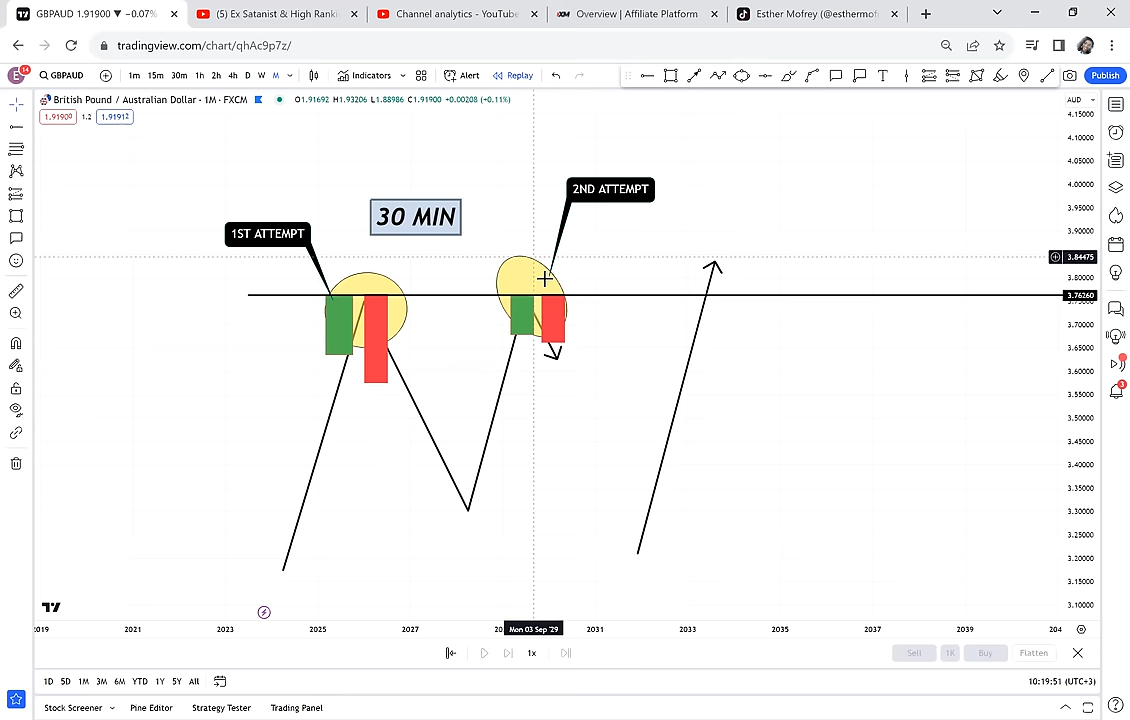 GBPAUD 1.91900 ▼ −0.07%
(5) Ex Satanist & High Ranki
Channel analytics - YouTube
XM Overview | Affiliate Platform
Esther Mofrey (@esthermof
tradingview.com/chart/qhAc9p7z/
E 14 GBPAUD 1m 15m 30m 1h 2h 4h D W M Indicators Alert Replay Publish
British Pound / Australian Dollar · 1M · FXCM O1.91692 H1.93206 L1.88986 C1.91900 +0.00208 (+0.11%)
AUD
1.91900 1.2 1.91912
4.15000
4.10000
4.05000
4.00000
2ND ATTEMPT
3.95000
30 MIN
1ST ATTEMPT
3.90000
3.84475
3.80000
3.76260
3.70000
3.65000
3.60000
3.55000
3.50000
3.45000
3.40000
3.35000
3.30000
3.25000
3.20000
3.15000
3.10000
2019 2021 2023 2025 2027 20 Mon 03 Sep '29 2031 2033 2035 2037 2039 204
1x Sell 1K Buy Flatten
1D 5D 1M 3M 6M YTD 1Y 5Y All 10:19:51 (UTC+3)
Stock Screener Pine Editor Strategy Tester Trading Panel
3